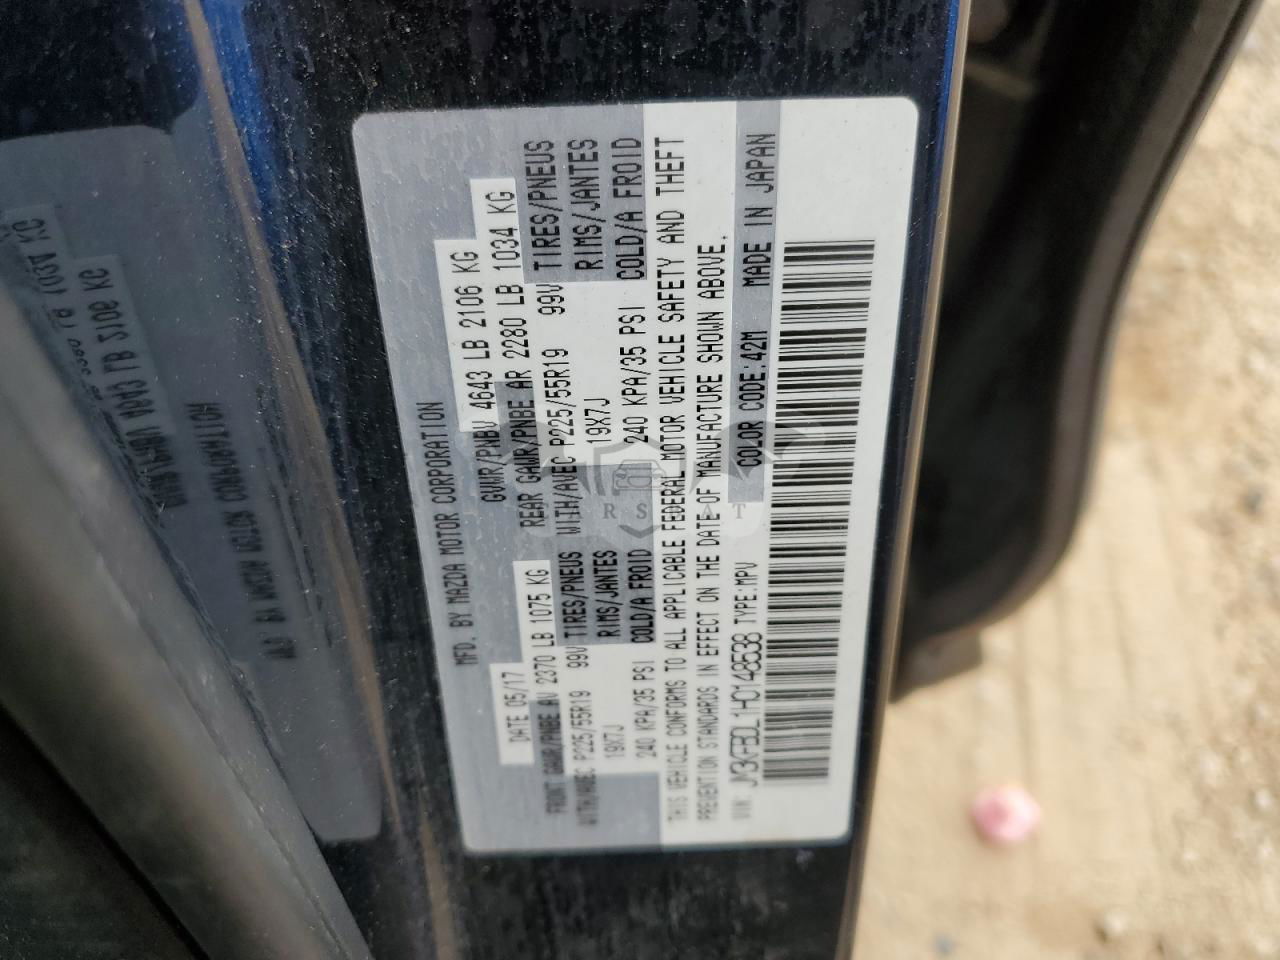 MFD. BY MAZDA MOTOR CORPORATION
DATE 05/17 GVWR/PNBV 4643 LB 2106 KG
FRONT GAWR/PNBE AV 2370 LB 1075 KG REAR GAWR/PNBE AR 2280 LB 1034 KG
WITH/AVEC P225/55R19 99V TIRES/PNEUS WITH/AVEC P225/55R19 99V TIRES/PNEUS
19X7J RIMS/JANTES 19X7J RIMS/JANTES
240 KPA/35 PSI COLD/A FROID 240 KPA/35 PSI COLD/A FROID
THIS VEHICLE CONFORMS TO ALL APPLICABLE FEDERAL MOTOR VEHICLE SAFETY AND THEFT
PREVENTION STANDARDS IN EFFECT ON THE DATE OF MANUFACTURE SHOWN ABOVE.
VIN: JM3KFBDL1H0148538 TYPE:MPV COLOR CODE:42M MADE IN JAPAN